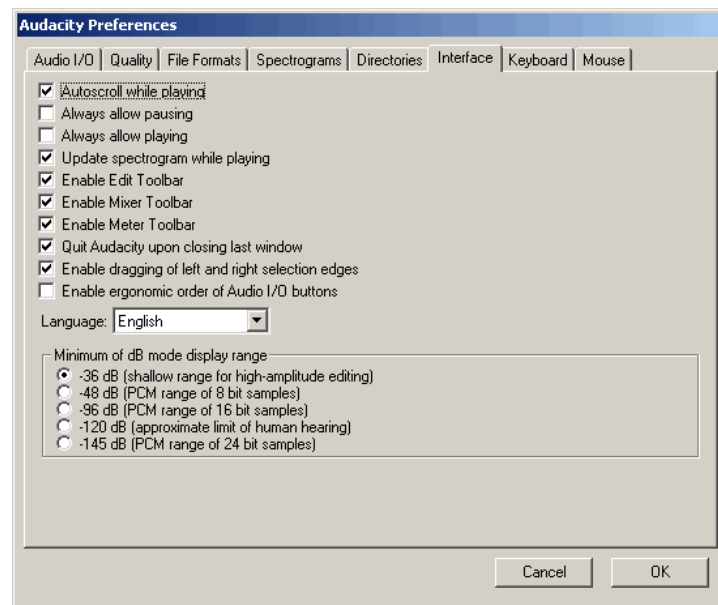 Audacity Preferences
Audio I/O Quality File Formats Spectrograms Directories Interface Keyboard Mouse
Autoscroll while playing
Always allow pausing
Always allow playing
Update spectrogram while playing
Enable Edit Toolbar
Enable Mixer Toolbar
Enable Meter Toolbar
Quit Audacity upon closing last window
Enable dragging of left and right selection edges
Enable ergonomic order of Audio I/O buttons
Language: English
Minimum of dB mode display range
-36 dB (shallow range for high-amplitude editing)
-48 dB (PCM range of 8 bit samples)
-96 dB (PCM range of 16 bit samples)
-120 dB (approximate limit of human hearing)
-145 dB (PCM range of 24 bit samples)
Cancel OK